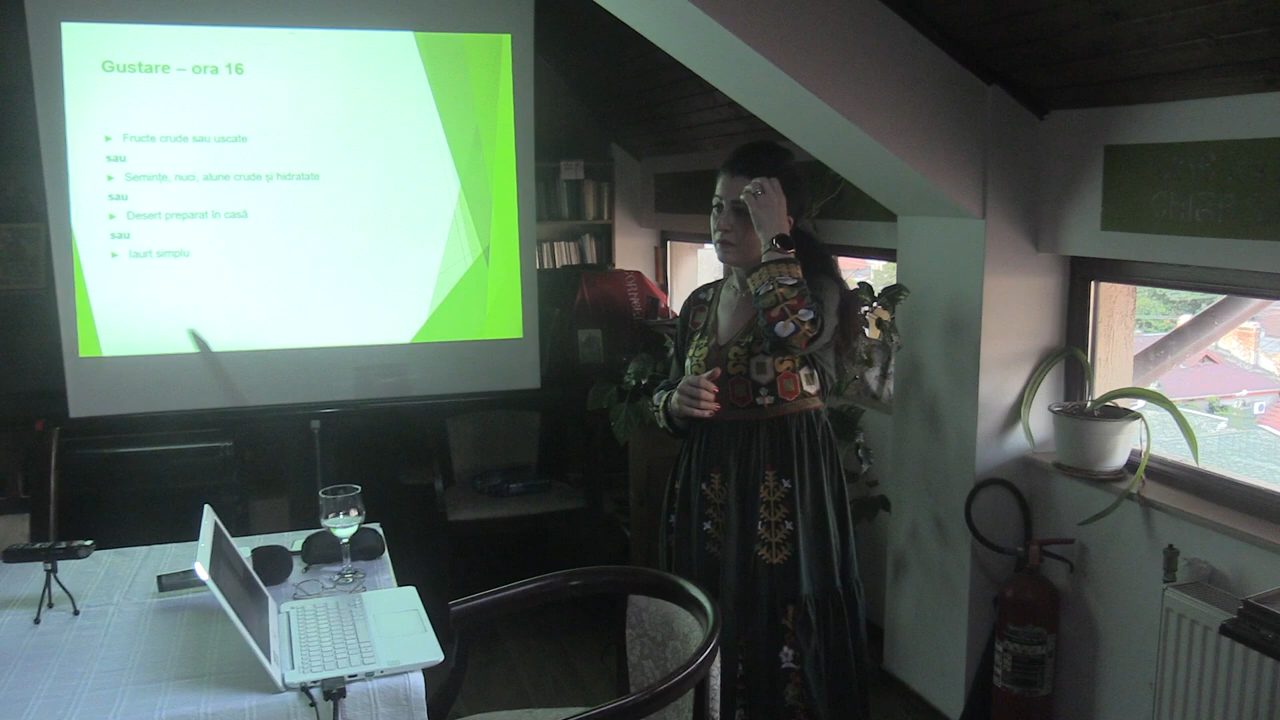 Gustare – ora 16
► Fructe crude sau uscate
sau
► Semințe, nuci, alune crude și hidratate
sau
► Desert preparat în casă
sau
► Iaurt simplu